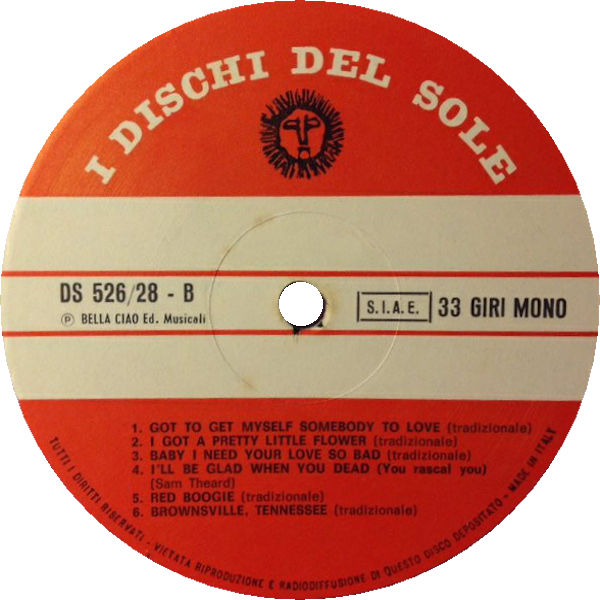 I DISCHI DEL SOLE
DS 526/28 - B
℗ BELLA CIAO Ed. Musicali
S.I.A.E.
33 GIRI MONO
1. GOT TO GET MYSELF SOMEBODY TO LOVE (tradizionale)
2. I GOT A PRETTY LITTLE FLOWER (tradizionale)
3. BABY I NEED YOUR LOVE SO BAD (tradizionale)
4. I'LL BE GLAD WHEN YOU DEAD (You rascal you)
(Sam Theard)
5. RED BOOGIE (tradizionale)
6. BROWNSVILLE, TENNESSEE (tradizionale)
TUTTI I DIRITTI RISERVATI - VIETATA RIPRODUZIONE E RADIODIFFUSIONE DI QUESTO DISCO DEPOSITATO - MADE IN ITALY